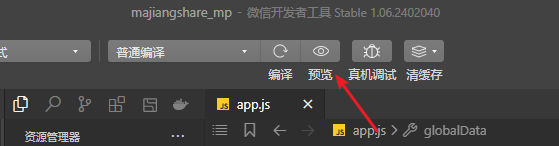 majiangshare_mp - 微信开发者工具 Stable 1.06.2402040
式 普通编译
编译 预览 真机调试 清缓存
JS app.js
资源管理器 ··· JS app.js > globalData